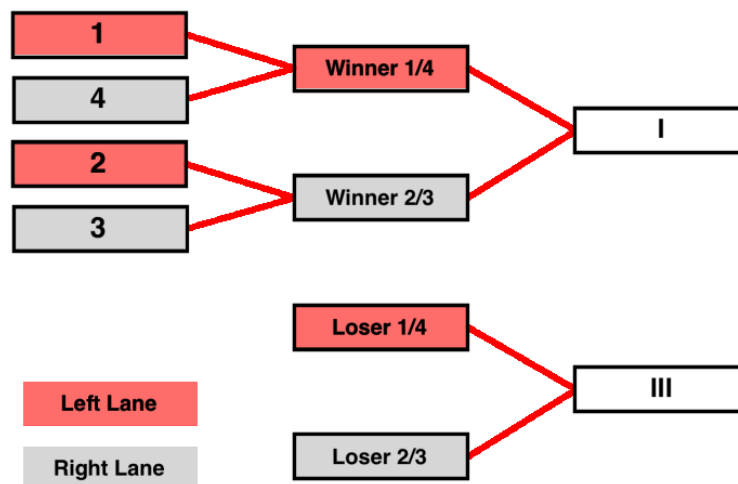 1
Winner 1/4
4
I
2
Winner 2/3
3
Loser 1/4
III
Left Lane
Loser 2/3
Right Lane